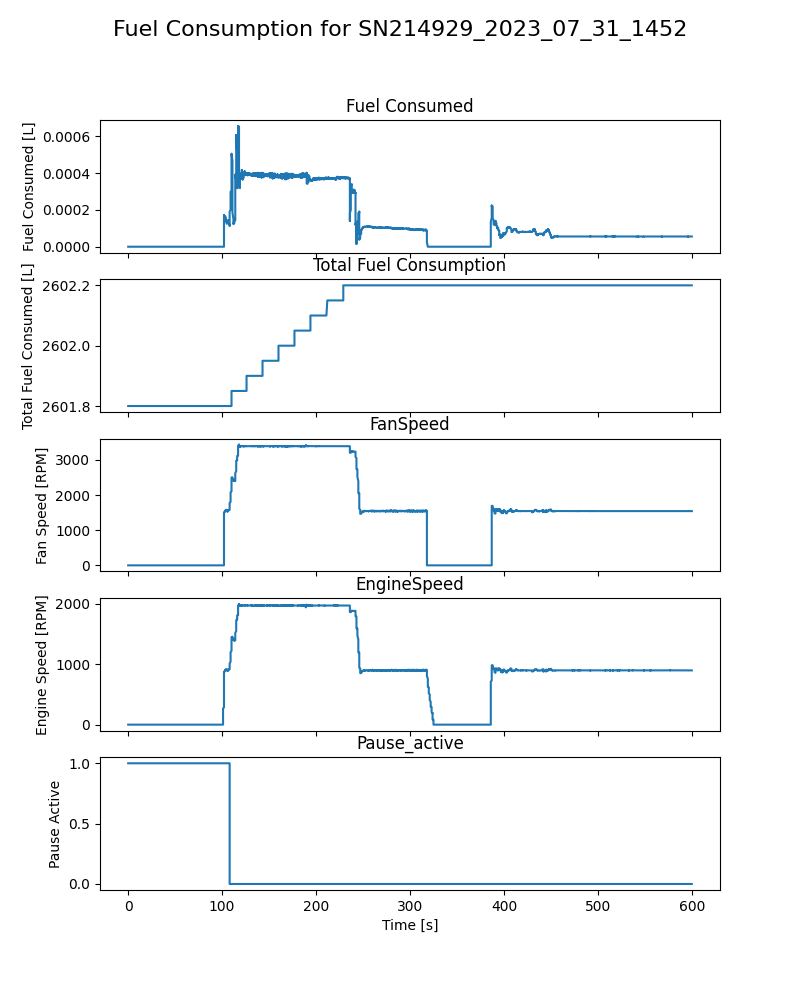 Fuel Consumption for SN214929_2023_07_31_1452
Fuel Consumed
Fuel Consumed [L]
0.0006
0.0004
0.0002
0.0000
Total Fuel Consumption
Total Fuel Consumed [L]
2602.2
2602.0
2601.8
FanSpeed
Fan Speed [RPM]
3000
2000
1000
0
EngineSpeed
Engine Speed [RPM]
2000
1000
0
Pause_active
Pause Active
1.0
0.5
0.0
0 100 200 300 400 500 600
Time [s]